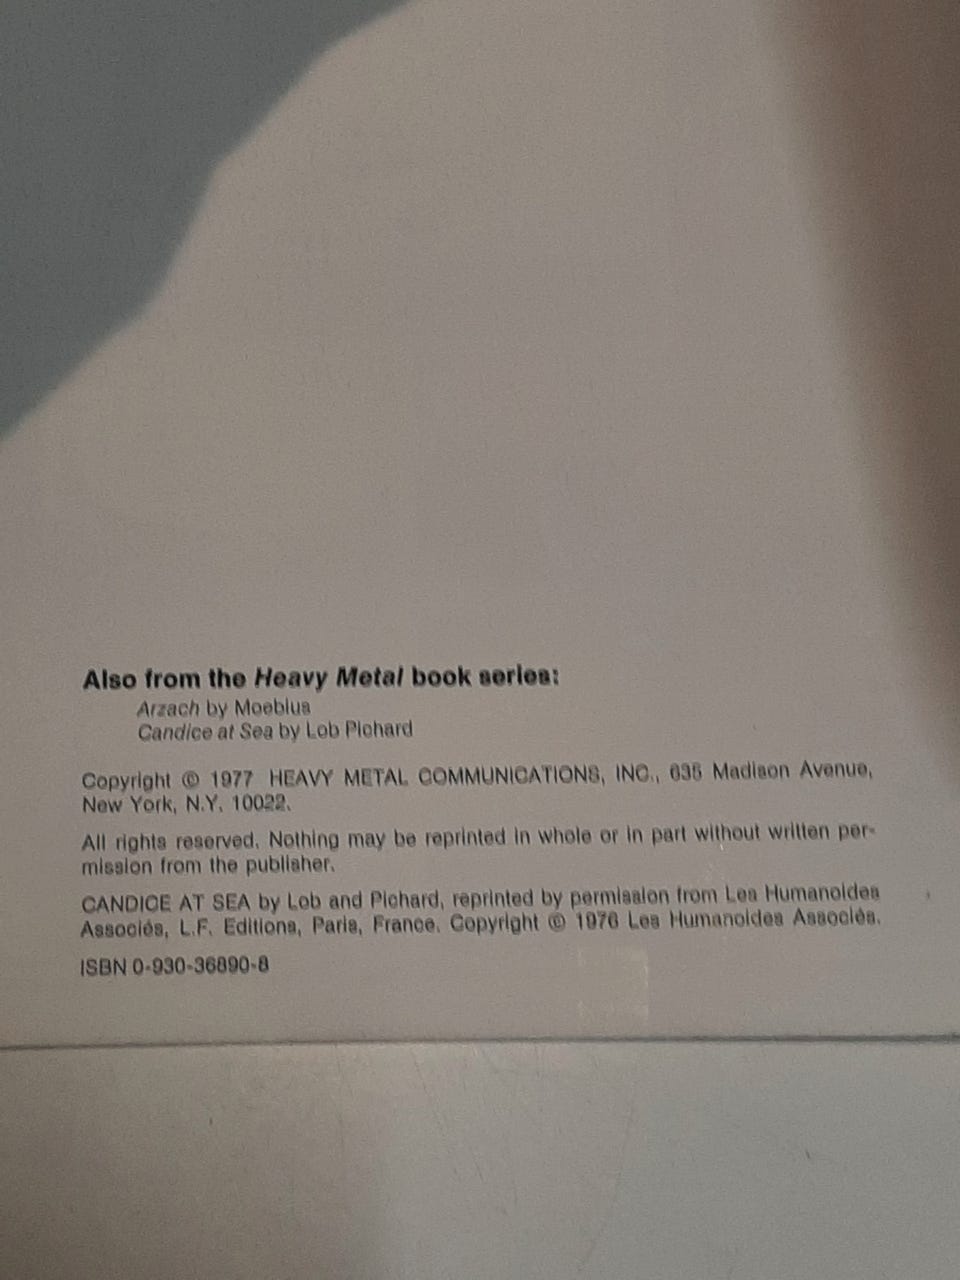 Also from the Heavy Metal book series:
Arzach by Moebius
Candice at Sea by Lob Pichard
Copyright © 1977 HEAVY METAL COMMUNICATIONS, INC., 635 Madison Avenue,
New York, N.Y. 10022.
All rights reserved. Nothing may be reprinted in whole or in part without written per-
mission from the publisher.
CANDICE AT SEA by Lob and Pichard, reprinted by permission from Les Humanoides
Associés, L.F. Editions, Paris, France. Copyright © 1976 Les Humanoides Associés.
ISBN 0-930-36890-8